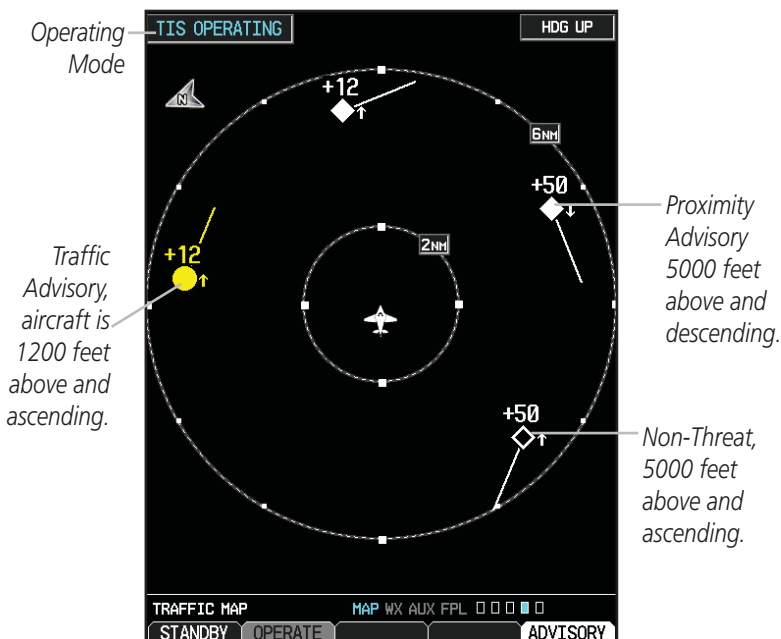 Operating
Mode
TIS OPERATING
HDG UP
N
+12
↑
6NM
+50
↓
Proximity
Advisory
5000 feet
above and
descending.
2NM
+12
↑
Traffic
Advisory,
aircraft is
1200 feet
above and
ascending.
+50
↑
Non-Threat,
5000 feet
above and
ascending.
TRAFFIC MAP
MAP WX AUX FPL
STANDBY
OPERATE
ADVISORY